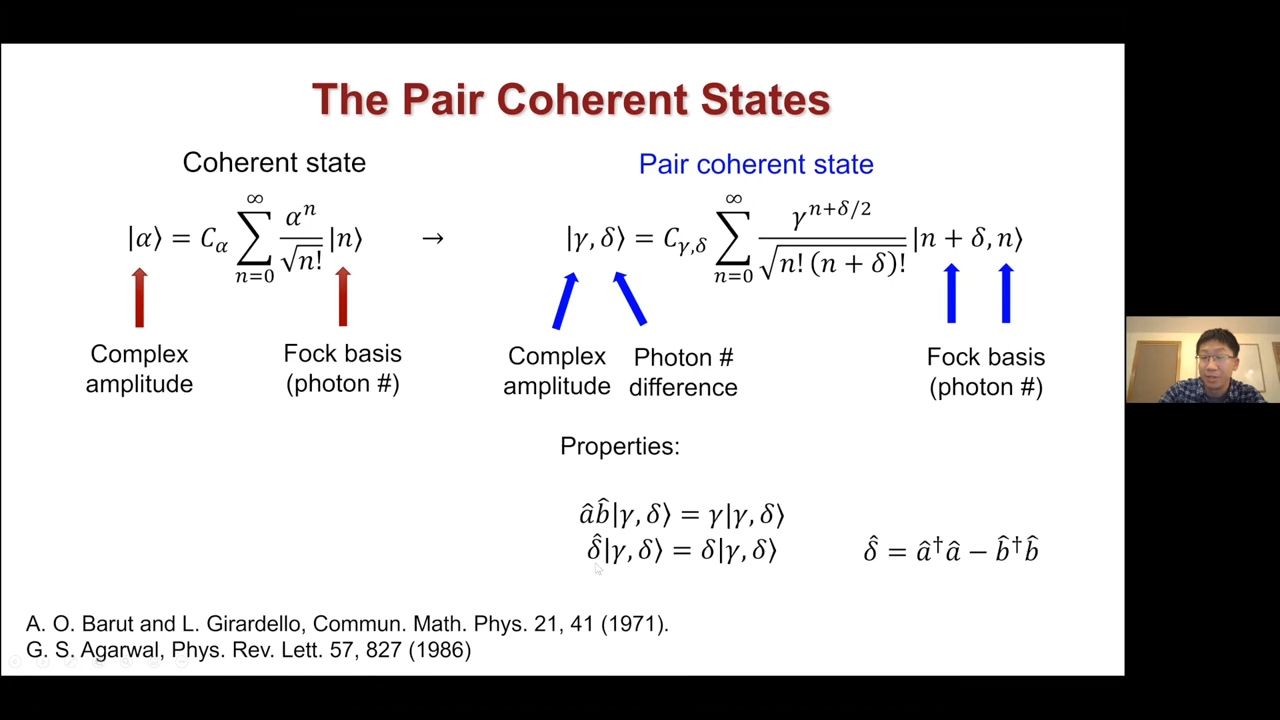 The Pair Coherent States
Coherent state
|α⟩ = C_α ∑_{n=0}^{∞} α^n / √n! |n⟩
→
Complex
amplitude
Fock basis
(photon #)
Pair coherent state
|γ, δ⟩ = C_{γ,δ} ∑_{n=0}^{∞} γ^{n+δ/2} / √(n! (n + δ)!) |n + δ, n⟩
Complex
amplitude
Photon #
difference
Fock basis
(photon #)
Properties:
âb̂|γ, δ⟩ = γ|γ, δ⟩
δ̂|γ, δ⟩ = δ|γ, δ⟩
δ̂ = â†â − b̂†b̂
A. O. Barut and L. Girardello, Commun. Math. Phys. 21, 41 (1971).
G. S. Agarwal, Phys. Rev. Lett. 57, 827 (1986)